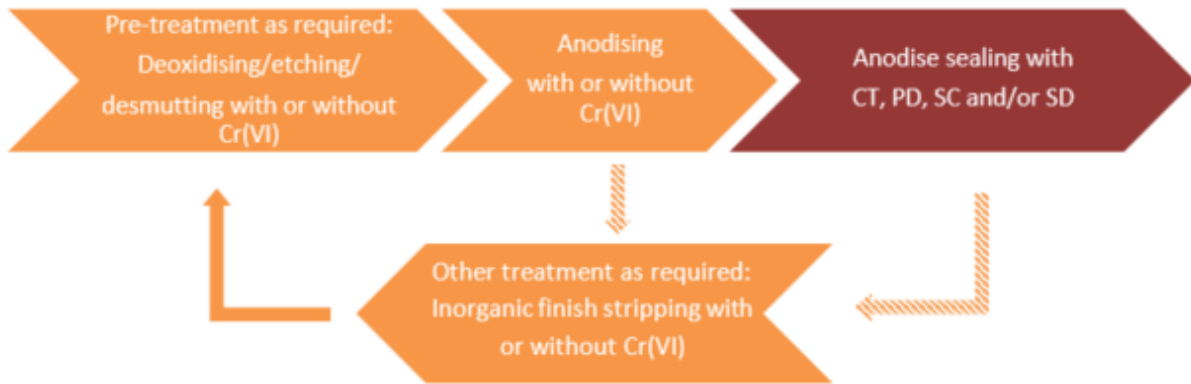 Pre-treatment as required:
Deoxidising/etching/
desmutting with or without
Cr(VI)
Anodising
with or without
Cr(VI)
Anodise sealing with
CT, PD, SC and/or SD
Other treatment as required:
Inorganic finish stripping with
or without Cr(VI)